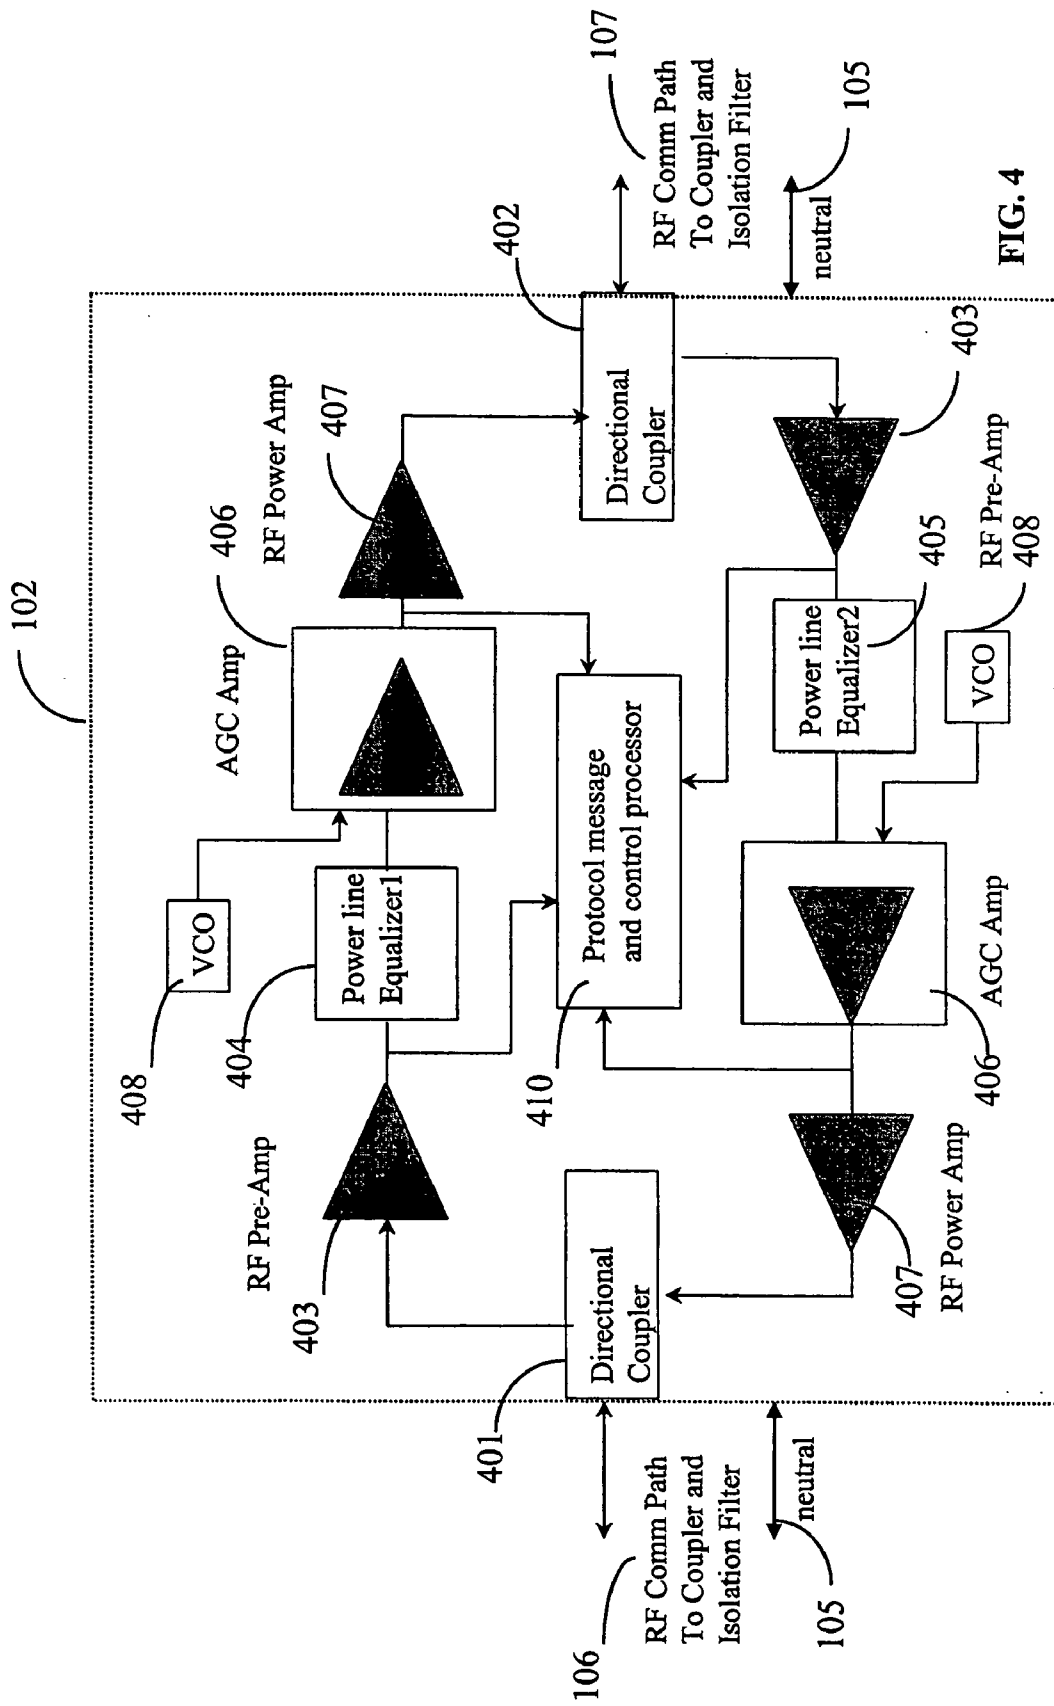 102
408
VCO
AGC Amp
406
RF Power Amp
407
404
Power line
Equalizer1
RF Pre-Amp
403
402
Directional
Coupler
107
RF Comm Path
To Coupler and
Isolation Filter
105
neutral
410
Protocol message
and control processor
401
Directional
Coupler
106
RF Comm Path
To Coupler and
Isolation Filter
neutral
105
403
RF Pre-Amp
405
Power line
Equalizer2
408
VCO
AGC Amp
406
407
RF Power Amp
FIG. 4